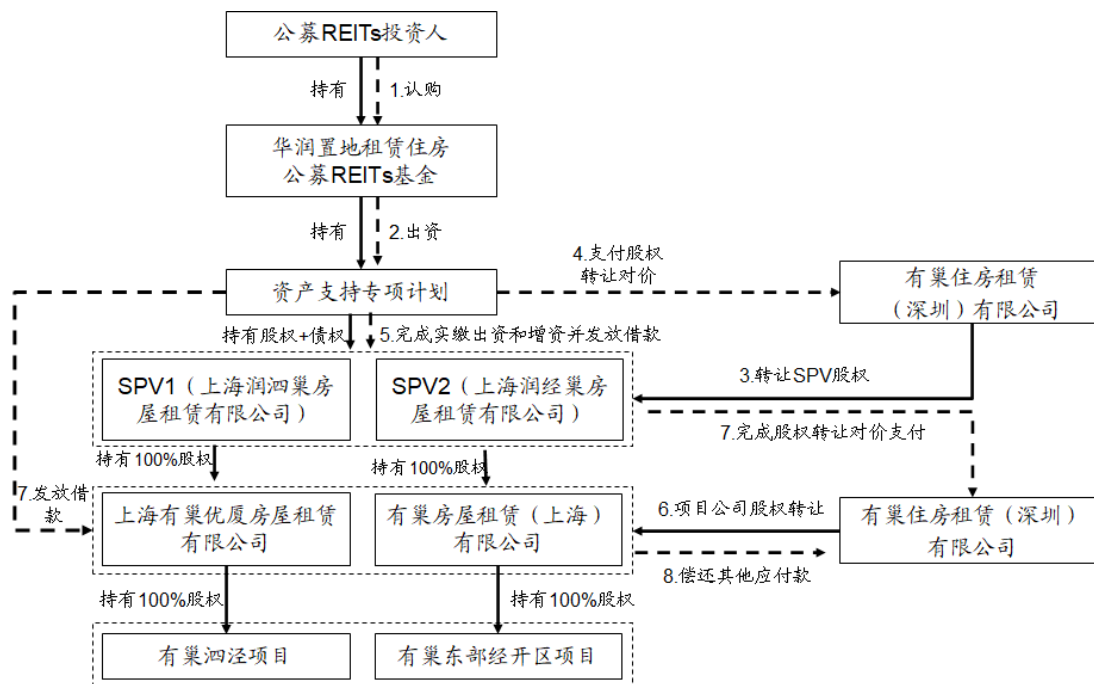 公募REITs投资人
持有
1.认购
华润置地租赁住房
公募REITs基金
持有
2.出资
资产支持专项计划
4.支付股权
转让对价
有巢住房租赁
（深圳）有限公司
持有股权+债权
5.完成实缴出资和增资并发放借款
SPV1（上海润泗巢房
屋租赁有限公司）
SPV2（上海润经巢房
屋租赁有限公司）
3.转让SPV股权
7.完成股权转让对价支付
持有100%股权
持有100%股权
7.发放借
款
上海有巢优厦房屋租赁
有限公司
有巢房屋租赁（上海）
有限公司
6.项目公司股权转让
有巢住房租赁（深圳）
有限公司
8.偿还其他应付款
持有100%股权
持有100%股权
有巢泗泾项目
有巢东部经开区项目